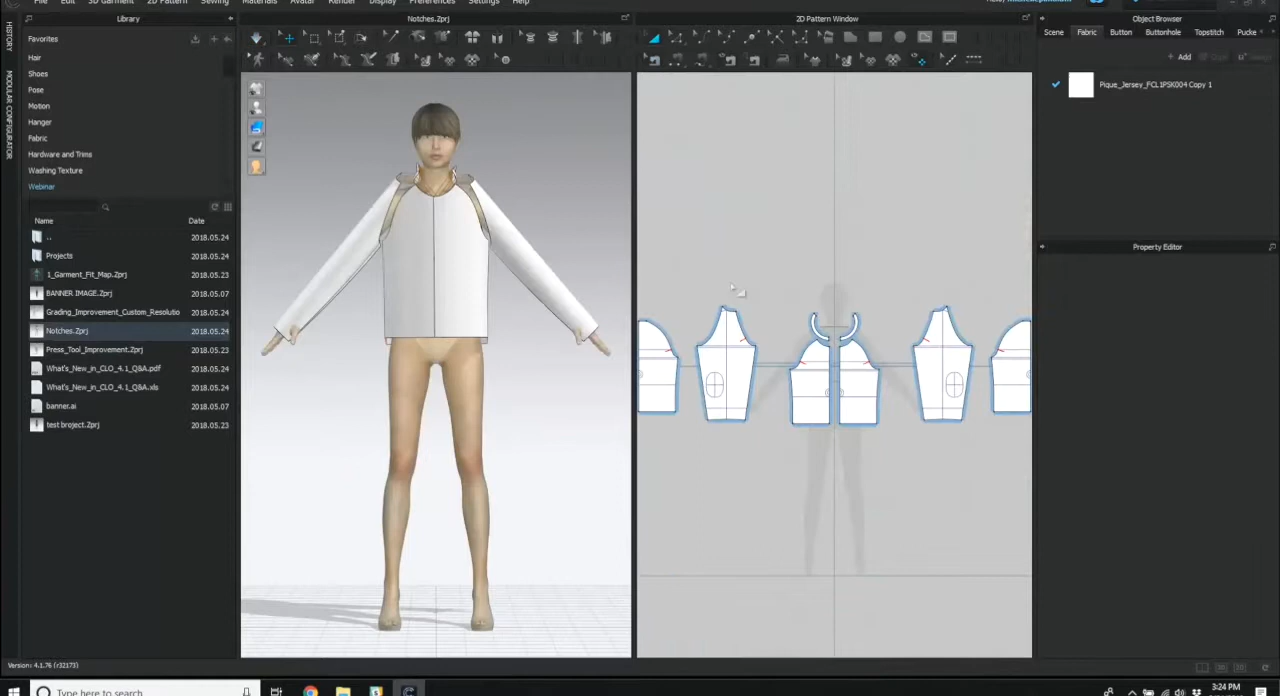 File
Edit
3D Garment
2D Pattern
Sewing
Materials
Avatar
Render
Display
Preferences
Settings
Help
HISTORY
MODULAR CONFIGURATOR
Library
Favorites
Hair
Shoes
Pose
Motion
Hanger
Fabric
Hardware and Trims
Washing Texture
Webinar
Name Date
.. 2018.05.24
Projects 2018.05.24
1_Garment_Fit_Map.Zprj 2018.05.23
BANNER IMAGE.Zprj 2018.05.07
Grading_Improvement_Custom_Resolutio 2018.05.24
Notches.Zprj 2018.05.24
Press_Tool_Improvement.Zprj 2018.05.23
What's_New_in_CLO_4.1_Q&A.pdf 2018.05.24
What's_New_in_CLO_4.1_Q&A.xls 2018.05.24
banner.ai 2018.05.07
test project.Zprj 2018.05.23
Notches.Zprj
2D Pattern Window
Object Browser
Scene Fabric Button Buttonhole Topstitch Pucke
+ Add
Pique_Jersey_FCL1PSK004 Copy 1
Property Editor
Version: 4.1.76 (r32173)
Type here to search
3:24 PM